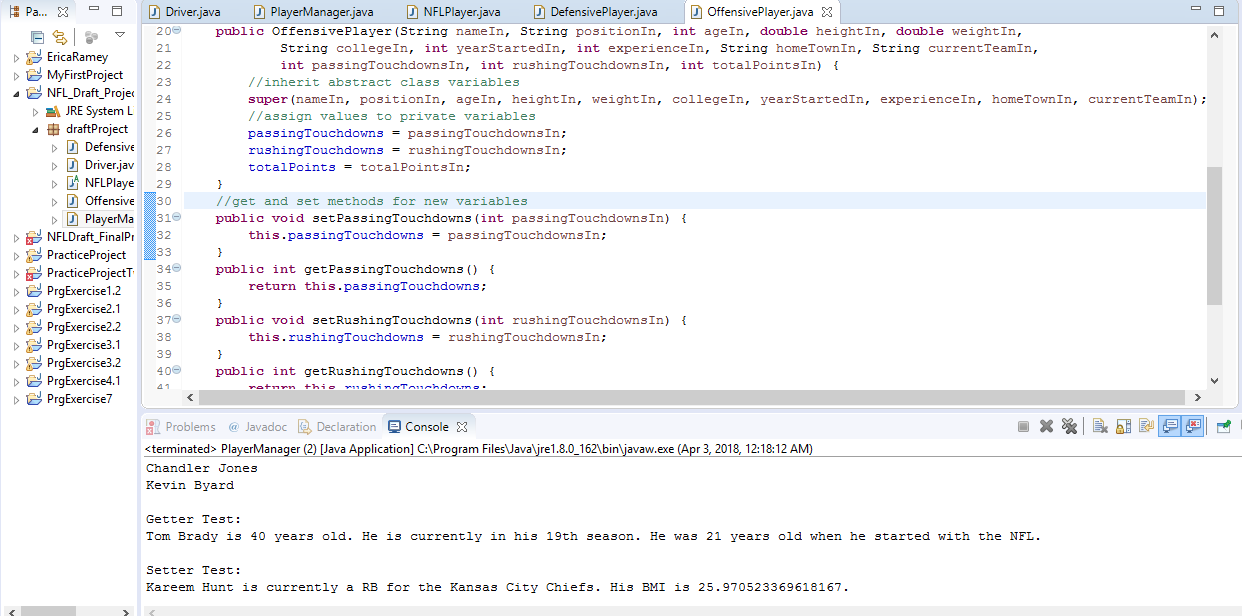 Pa...
EricaRamey
MyFirstProject
NFL_Draft_Projec
JRE System L
draftProject
Defensive
Driver.jav
NFLPlaye
Offensive
PlayerMa
NFLDraft_FinalPr
PracticeProject
PracticeProjectT
PrgExercise1.2
PrgExercise2.1
PrgExercise2.2
PrgExercise3.1
PrgExercise3.2
PrgExercise4.1
PrgExercise7
Driver.java PlayerManager.java NFLPlayer.java DefensivePlayer.java OffensivePlayer.java
20 public OffensivePlayer(String nameIn, String positionIn, int ageIn, double heightIn, double weightIn,
21 String collegeIn, int yearStartedIn, int experienceIn, String homeTownIn, String currentTeamIn,
22 int passingTouchdownsIn, int rushingTouchdownsIn, int totalPointsIn) {
23 //inherit abstract class variables
24 super(nameIn, positionIn, ageIn, heightIn, weightIn, collegeIn, yearStartedIn, experienceIn, homeTownIn, currentTeamIn);
25 //assign values to private variables
26 passingTouchdowns = passingTouchdownsIn;
27 rushingTouchdowns = rushingTouchdownsIn;
28 totalPoints = totalPointsIn;
29 }
30 //get and set methods for new variables
31 public void setPassingTouchdowns(int passingTouchdownsIn) {
32 this.passingTouchdowns = passingTouchdownsIn;
33 }
34 public int getPassingTouchdowns() {
35 return this.passingTouchdowns;
36 }
37 public void setRushingTouchdowns(int rushingTouchdownsIn) {
38 this.rushingTouchdowns = rushingTouchdownsIn;
39 }
40 public int getRushingTouchdowns() {
41 return this.rushingTouchdowns;
Problems @ Javadoc Declaration Console
<terminated> PlayerManager (2) [Java Application] C:\Program Files\Java\jre1.8.0_162\bin\javaw.exe (Apr 3, 2018, 12:18:12 AM)
Chandler Jones
Kevin Byard
Getter Test:
Tom Brady is 40 years old. He is currently in his 19th season. He was 21 years old when he started with the NFL.
Setter Test:
Kareem Hunt is currently a RB for the Kansas City Chiefs. His BMI is 25.970523369618167.